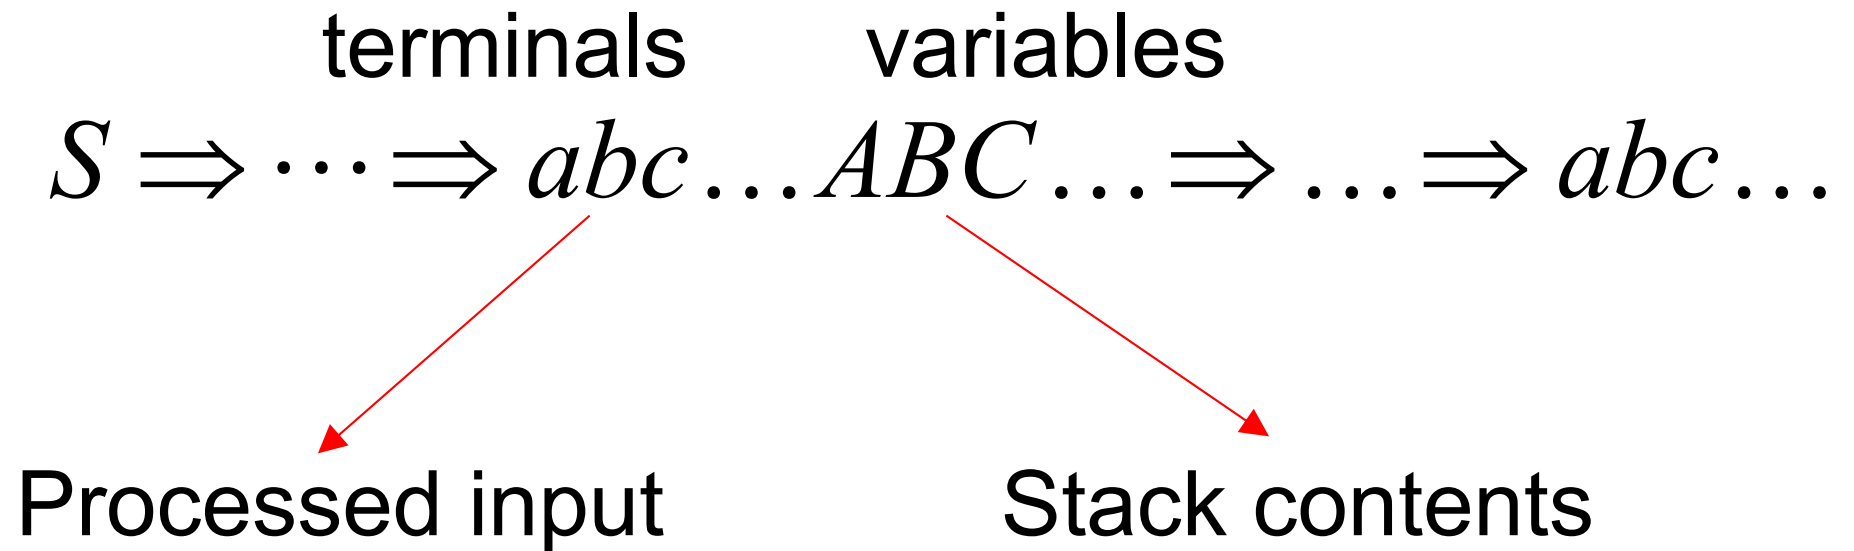 terminals variables
S ⇒ ⋯ ⇒ abc…ABC… ⇒ … ⇒ abc…
Processed input Stack contents